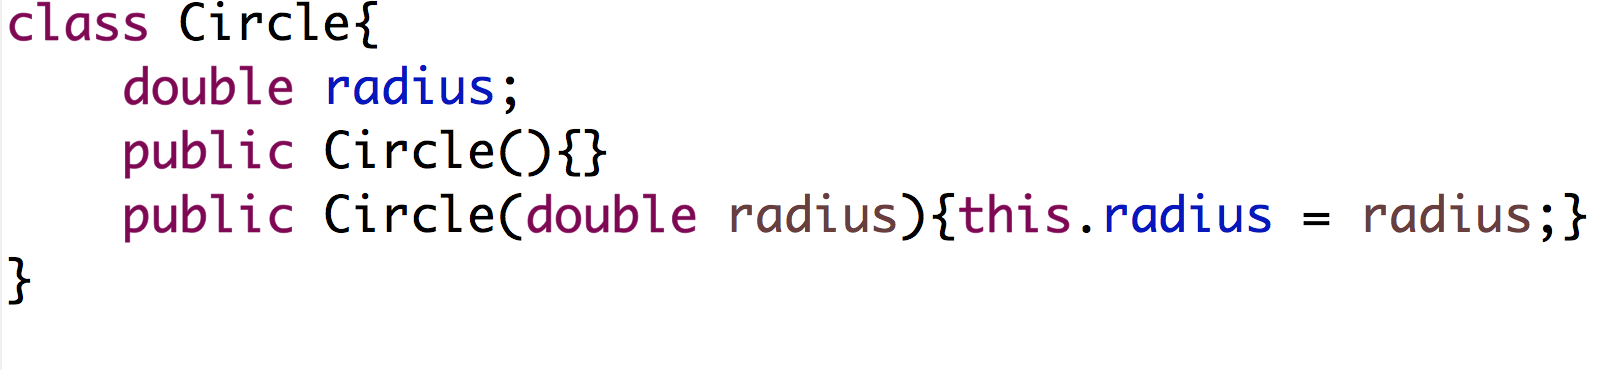 class Circle{
    double radius;
    public Circle(){}
    public Circle(double radius){this.radius = radius;}
}